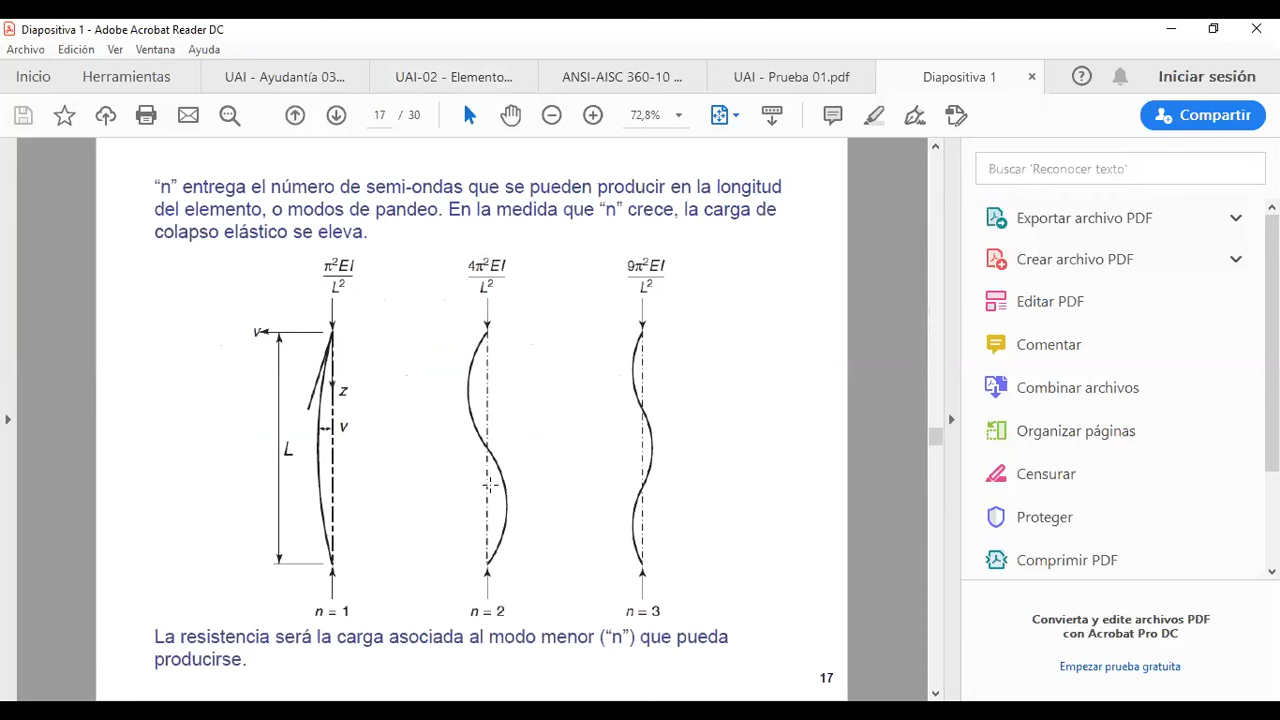 Diapositiva 1 - Adobe Acrobat Reader DC
Archivo Edición Ver Ventana Ayuda
Inicio Herramientas UAI - Ayudantía 03... UAI-02 - Elemento... ANSI-AISC 360-10 ... UAI - Prueba 01.pdf Diapositiva 1 × Iniciar sesión
17 / 30 72,8% Compartir
“n” entrega el número de semi-ondas que se pueden producir en la longitud
del elemento, o modos de pandeo. En la medida que “n” crece, la carga de
colapso elástico se eleva.
π²EI 4π²EI 9π²EI
L² L² L²
v
z
v
L
n = 1 n = 2 n = 3
La resistencia será la carga asociada al modo menor (“n”) que pueda
producirse.
17
Buscar 'Reconocer texto'
Exportar archivo PDF
Crear archivo PDF
Editar PDF
Comentar
Combinar archivos
Organizar páginas
Censurar
Proteger
Comprimir PDF
Convierta y edite archivos PDF
con Acrobat Pro DC
Empezar prueba gratuita